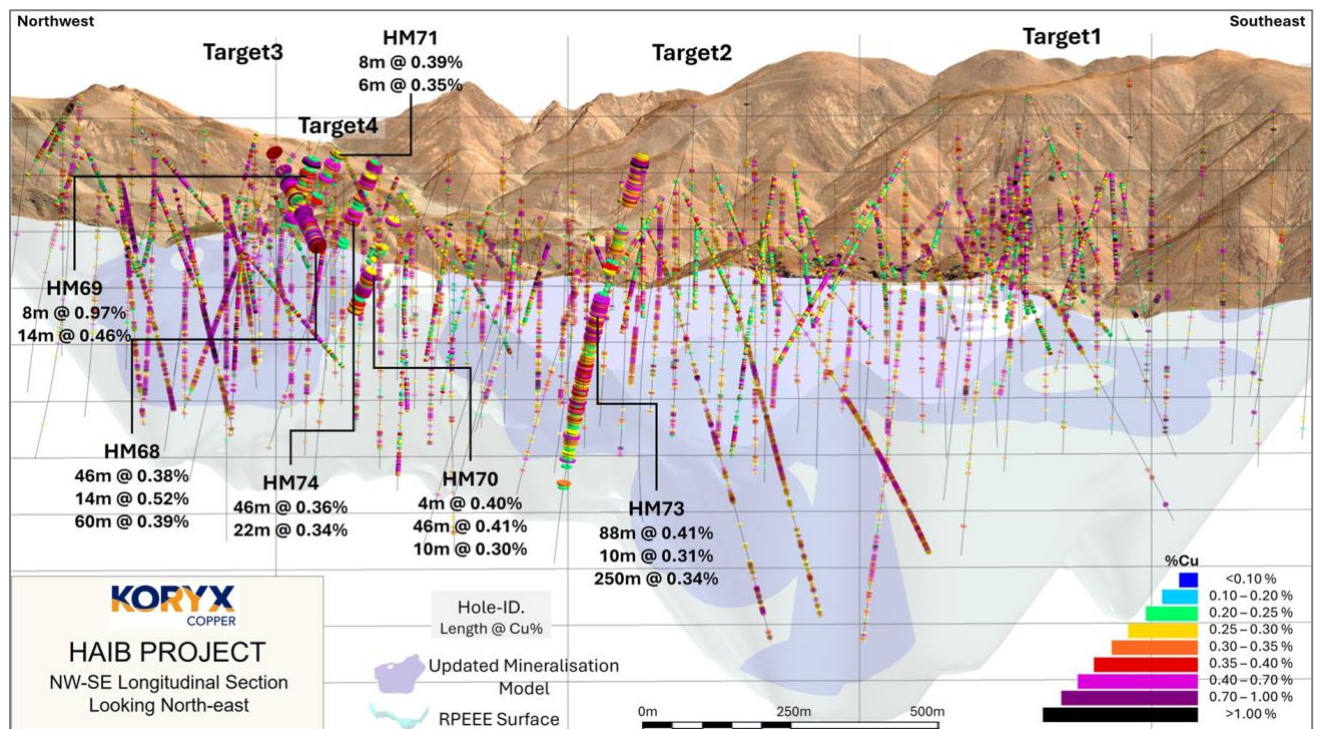 Northwest
Southeast
Target3
HM71
8m @ 0.39%
6m @ 0.35%
Target2
Target1
Target4
HM69
8m @ 0.97%
14m @ 0.46%
HM68
46m @ 0.38%
14m @ 0.52%
60m @ 0.39%
HM74
46m @ 0.36%
22m @ 0.34%
HM70
4m @ 0.40%
46m @ 0.41%
10m @ 0.30%
HM73
88m @ 0.41%
10m @ 0.31%
250m @ 0.34%
KORYX
COPPER
HAIB PROJECT
NW-SE Longitudinal Section
Looking North-east
Hole-ID.
Length @ Cu%
Updated Mineralisation
Model
RPEEE Surface
0m 250m 500m
%Cu
<0.10 %
0.10 – 0.20 %
0.20 – 0.25 %
0.25 – 0.30 %
0.30 – 0.35 %
0.35 – 0.40 %
0.40 – 0.70 %
0.70 – 1.00 %
>1.00 %